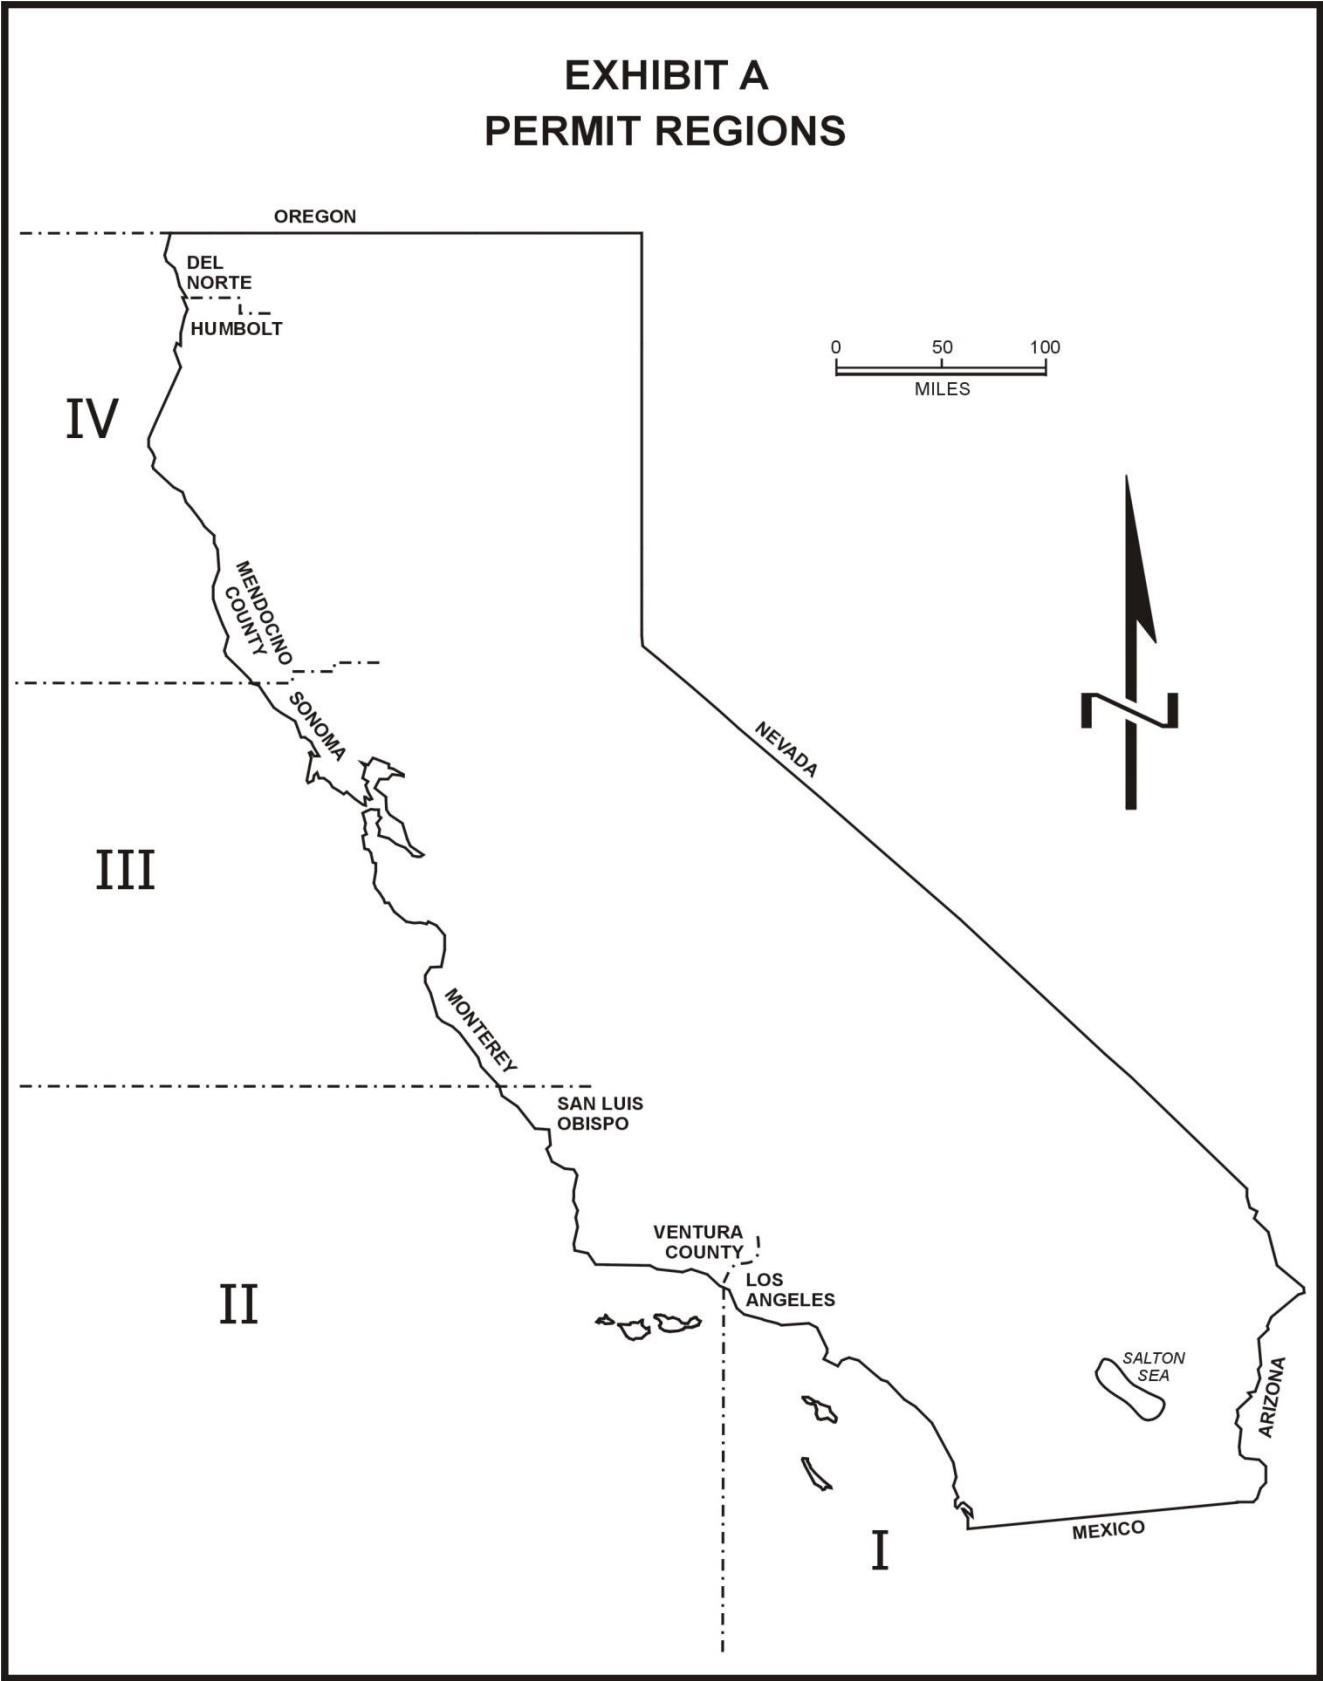 EXHIBIT A
PERMIT REGIONS
OREGON
DEL
NORTE
HUMBOLT
0 50 100
MILES
IV
MENDOCINO
COUNTY
SONOMA
NEVADA
III
MONTEREY
SAN LUIS
OBISPO
VENTURA
COUNTY
LOS
ANGELES
II
SALTON
SEA
ARIZONA
MEXICO
I
N